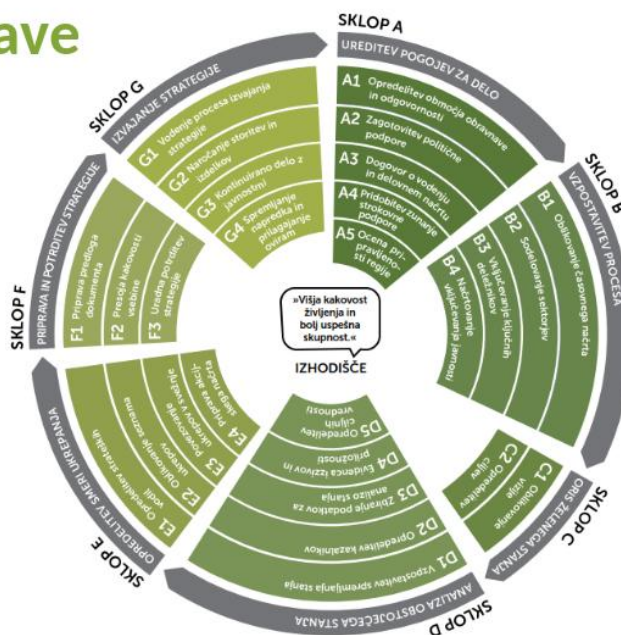 ave
SKLOP A
UREDITEV POGOJEV ZA DELO
A1 Opredelitev območja obravnave
in odgovornosti
A2 Zagotovitev politične
podpore
A3 Dogovor o vodenju
in delovnem načrtu
A4 Pridobitev zunanje
strokovne
podpore
A5 Ocena pri-
pravljeno-
sti regije
SKLOP B
VZPOSTAVITEV PROCESA
B1 Oblikovanje časovnega načrta
B2 Sodelovanje sektorjev
B3 Vključevanje ključnih
deležnikov
B4 Načrtovanje
vključevanja javnosti
SKLOP C
ORIS ŽELENEGA STANJA
C1 Oblikovanje
vizije
C2 Opredelitev
ciljev
SKLOP D
ANALIZA OBSTOJEČEGA STANJA
D1 Vzpostavitev spremljanja stanja
D2 Opredelitev kazalnikov
D3 Zbiranje podatkov za
analizo stanja
D4 Evidenca izzivov in
priložnosti
D5 Opredelitev
ciljnih
vrednosti
SKLOP E
OPREDELITEV SMERI UKREPANJA
E1 Opredelitev strateških
vodil
E2 Oblikovanje seznama
ukrepov
E3 Povezovanje
ukrepov v svežnje
E4 Priprava akcij-
skega načrta
SKLOP F
PRIPRAVA IN POTRDITEV STRATEGIJE
F1 Priprava predloga
dokumenta
F2 Presoja kakovosti
vsebine
F3 Uradna potrditev
strategije
SKLOP G
IZVAJANJE STRATEGIJE
G1 Vodenje procesa izvajanja
strategije
G2 Naročanje storitev in
izdelkov
G3 Kontinuirano delo z
javnostmi
G4 Spremljanje
napredka in
prilagajanje
oviram
»Višja kakovost
življenja in
bolj uspešna
skupnost.«
IZHODIŠČE